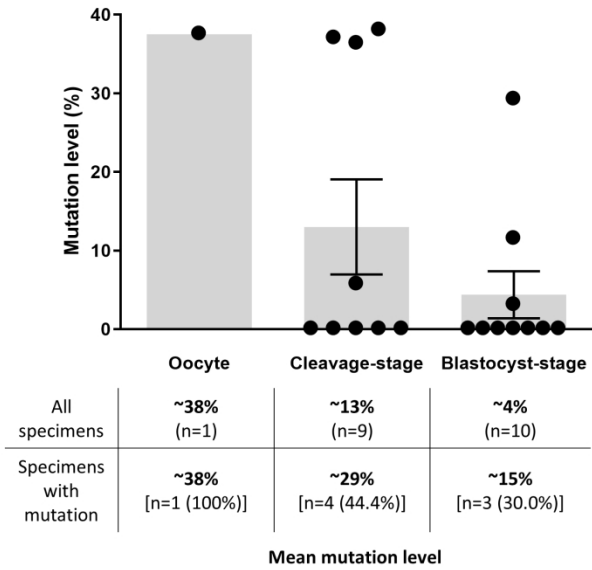 40
30
20
10
0
Mutation level (%)
Oocyte Cleavage-stage Blastocyst-stage
All specimens ~38% (n=1) ~13% (n=9) ~4% (n=10)
Specimens with mutation ~38% [n=1 (100%)] ~29% [n=4 (44.4%)] ~15% [n=3 (30.0%)]
Mean mutation level